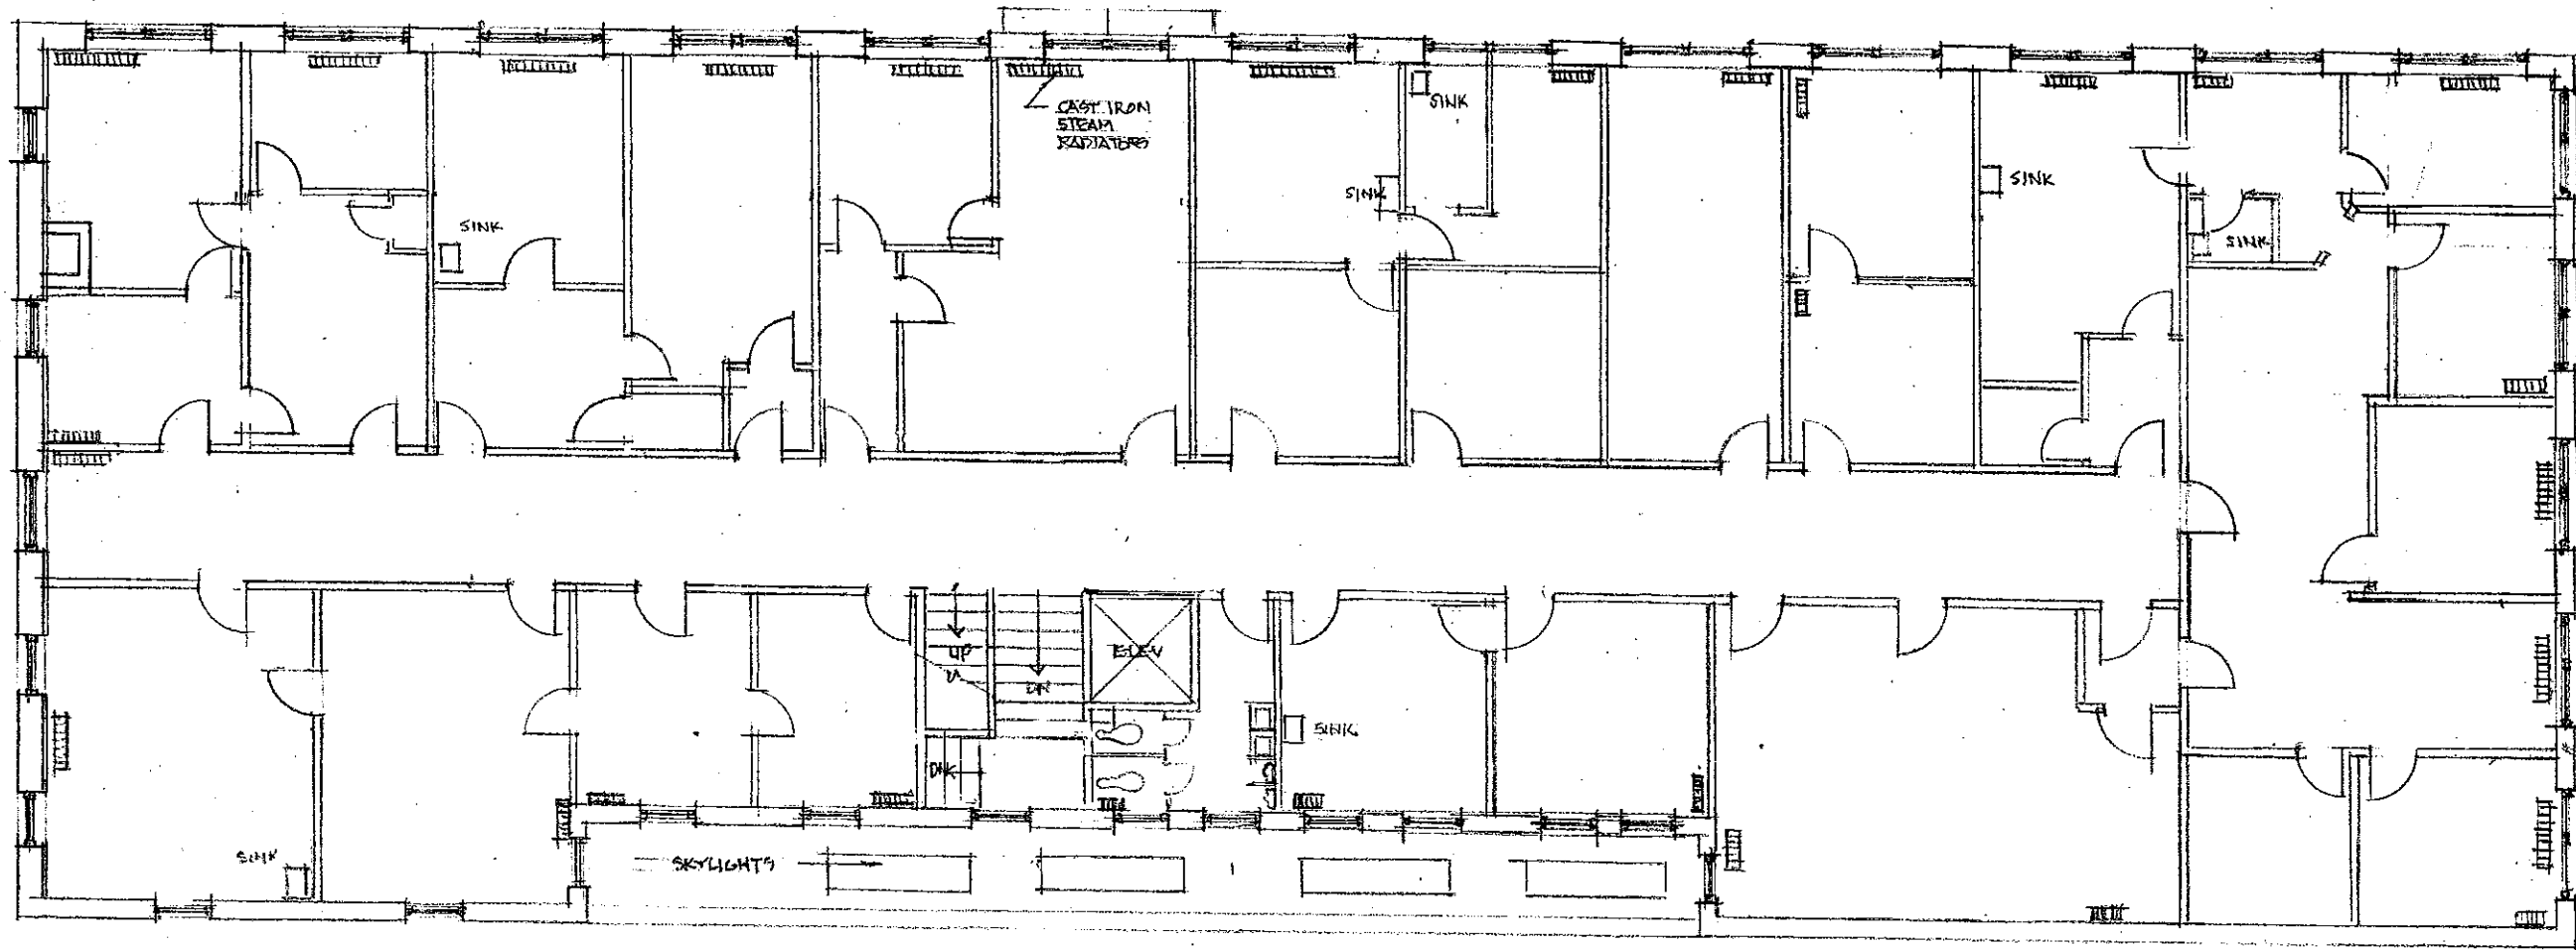 CAST IRON
STEAM
RADIATORS
SINK
SINK
SINK
SINK
SINK
UP
DN
ELEV
DN
SINK
SINK
SKYLIGHTS